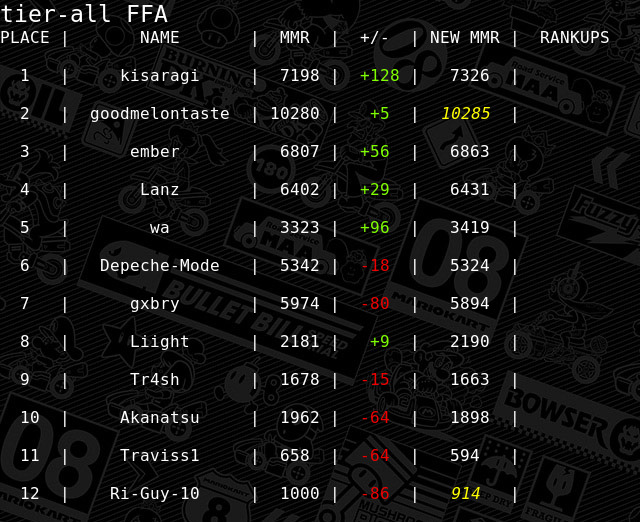 tier-all FFA
PLACE | NAME | MMR | +/- | NEW MMR | RANKUPS
1 | kisaragi | 7198 | +128 | 7326 |
2 | goodmelontaste | 10280 | +5 | 10285 |
3 | ember | 6807 | +56 | 6863 |
4 | Lanz | 6402 | +29 | 6431 |
5 | wa | 3323 | +96 | 3419 |
6 | Depeche-Mode | 5342 | -18 | 5324 |
7 | gxbry | 5974 | -80 | 5894 |
8 | Liight | 2181 | +9 | 2190 |
9 | Tr4sh | 1678 | -15 | 1663 |
10 | Akanatsu | 1962 | -64 | 1898 |
11 | Traviss1 | 658 | -64 | 594 |
12 | Ri-Guy-10 | 1000 | -86 | 914 |